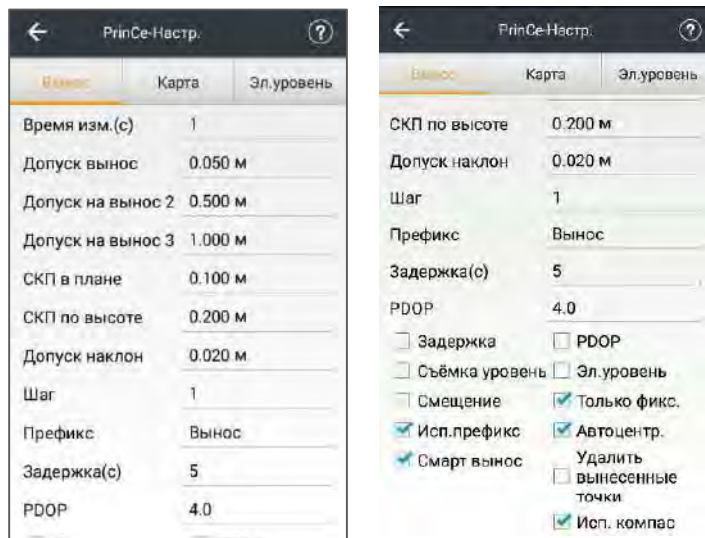 PrinCe-Настр.
Вынос Карта Эл.уровень
Время изм.(с) 1
Допуск вынос 0.050 м
Допуск на вынос 2 0.500 м
Допуск на вынос 3 1.000 м
СКП в плане 0.100 м
СКП по высоте 0.200 м
Допуск наклон 0.020 м
Шаг 1
Префикс Вынос
Задержка(с) 5
PDOP 4.0
PrinCe-Настр.
Вынос Карта Эл.уровень
СКП по высоте 0.200 м
Допуск наклон 0.020 м
Шаг 1
Префикс Вынос
Задержка(с) 5
PDOP 4.0
Задержка PDOP
Съёмка уровень Эл.уровень
Смещение Только фикс.
Исп.префикс Автоцентр.
Смарт вынос Удалить
вынесенные
точки
Исп. компас